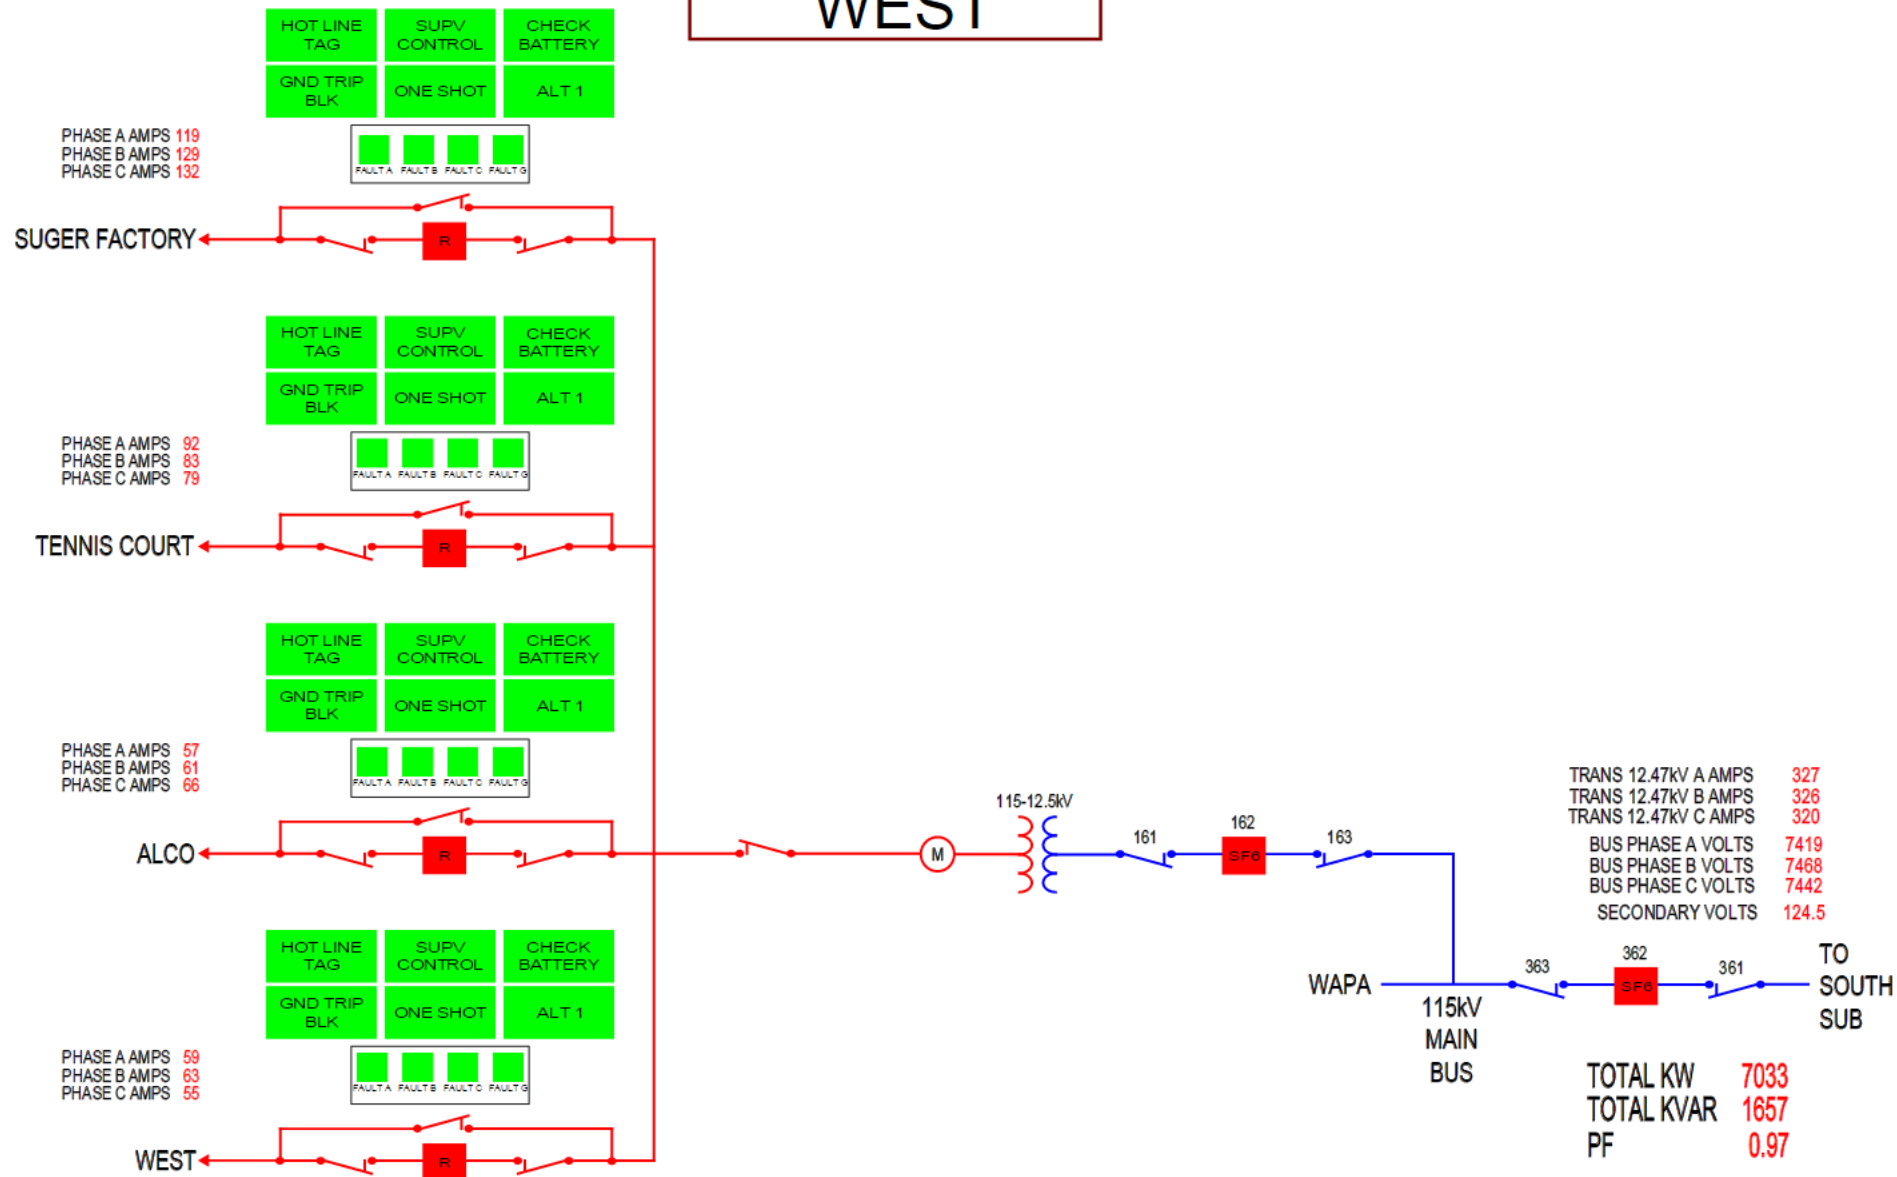 WEST
HOT LINE TAG
SUPV CONTROL
CHECK BATTERY
GND TRIP BLK
ONE SHOT
ALT 1
PHASE A AMPS 119
PHASE B AMPS 129
PHASE C AMPS 132
FAULT A FAULT B FAULT C FAULT G
SUGER FACTORY
R
HOT LINE TAG
SUPV CONTROL
CHECK BATTERY
GND TRIP BLK
ONE SHOT
ALT 1
PHASE A AMPS 92
PHASE B AMPS 83
PHASE C AMPS 79
FAULT A FAULT B FAULT C FAULT G
TENNIS COURT
R
HOT LINE TAG
SUPV CONTROL
CHECK BATTERY
GND TRIP BLK
ONE SHOT
ALT 1
PHASE A AMPS 57
PHASE B AMPS 61
PHASE C AMPS 66
FAULT A FAULT B FAULT C FAULT G
ALCO
R
M
115-12.5kV
161
162
SF6
163
TRANS 12.47kV A AMPS 327
TRANS 12.47kV B AMPS 326
TRANS 12.47kV C AMPS 320
BUS PHASE A VOLTS 7419
BUS PHASE B VOLTS 7468
BUS PHASE C VOLTS 7442
SECONDARY VOLTS 124.5
HOT LINE TAG
SUPV CONTROL
CHECK BATTERY
GND TRIP BLK
ONE SHOT
ALT 1
PHASE A AMPS 59
PHASE B AMPS 63
PHASE C AMPS 55
FAULT A FAULT B FAULT C FAULT G
WEST
R
WAPA
115kV
MAIN
BUS
363
362
SF6
361
TO
SOUTH
SUB
TOTAL KW 7033
TOTAL KVAR 1657
PF 0.97